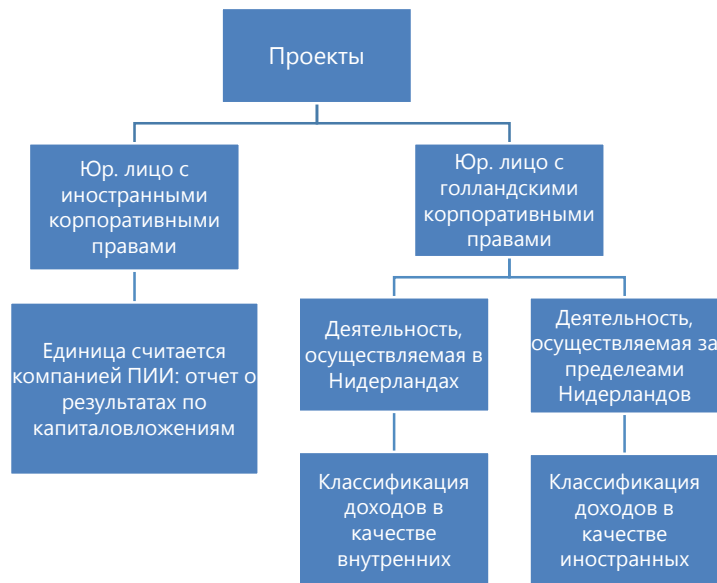 Проекты
Юр. лицо с
иностранными
корпоративными
правами
Юр. лицо с
голландскими
корпоративными
правами
Единица считается
компанией ПИИ: отчет о
результатах по
капиталовложениям
Деятельность,
осуществляемая в
Нидерландах
Деятельность,
осуществляемая за
пределеами
Нидерландов
Классификация
доходов в
качестве
внутренних
Классификация
доходов в
качестве
иностранных